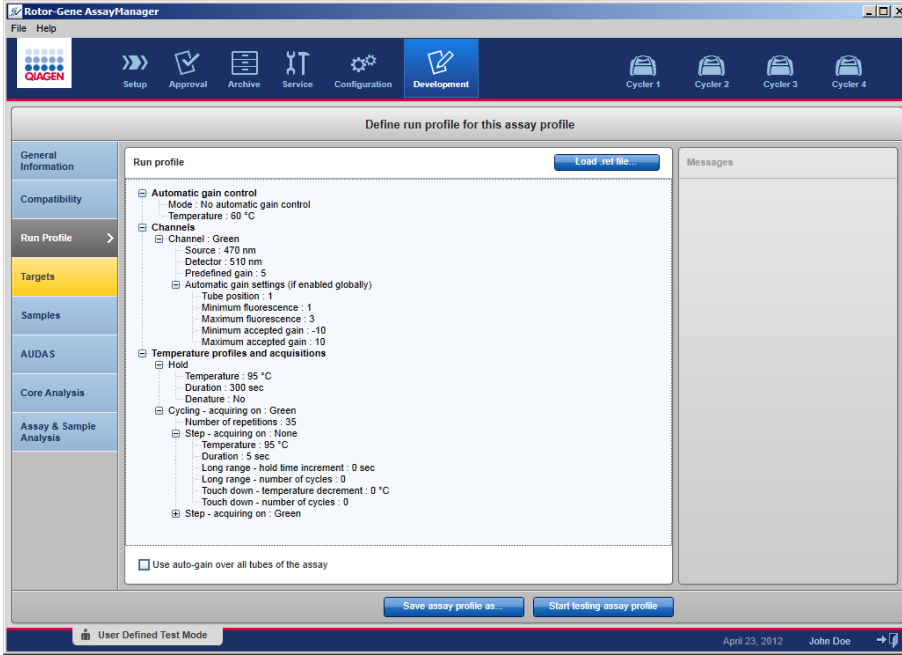 Rotor-Gene AssayManager
File Help
QIAGEN
Setup Approval Archive Service Configuration Development Cycler 1 Cycler 2 Cycler 3 Cycler 4
Define run profile for this assay profile
General
Information
Compatibility
Run Profile
Targets
Samples
AUDAS
Core Analysis
Assay & Sample
Analysis
Run profile
Load .ret file...
Automatic gain control
Mode : No automatic gain control
Temperature : 60 °C
Channels
Channel : Green
Source : 470 nm
Detector : 510 nm
Predefined gain : 5
Automatic gain settings (if enabled globally)
Tube position : 1
Minimum fluorescence : 1
Maximum fluorescence : 3
Minimum accepted gain : -10
Maximum accepted gain : 10
Temperature profiles and acquisitions
Hold
Temperature : 95 °C
Duration : 300 sec
Denature : No
Cycling - acquiring on : Green
Number of repetitions : 35
Step - acquiring on : None
Temperature : 95 °C
Duration : 5 sec
Long range - hold time increment : 0 sec
Long range - number of cycles : 0
Touch down - temperature decrement : 0 °C
Touch down - number of cycles : 0
Step - acquiring on : Green
Use auto-gain over all tubes of the assay
Messages
Save assay profile as...
Start testing assay profile
User Defined Test Mode
April 23, 2012
John Doe